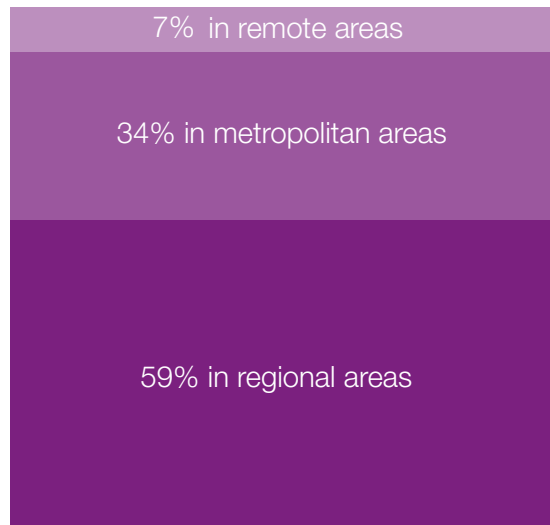 7% in remote areas
34% in metropolitan areas
59% in regional areas